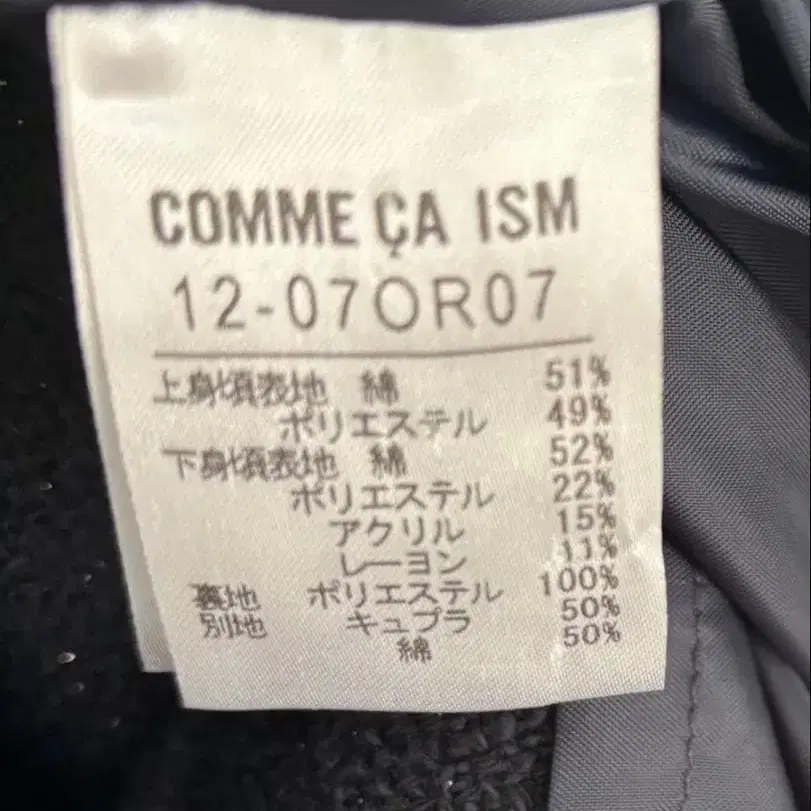 COMME ÇA ISM
12-07OR07
上身頃表地 綿 51%
ポリエステル 49%
下身頃表地 綿 52%
ポリエステル 22%
アクリル 15%
レーヨン 11%
裏地 ポリエステル 100%
別地 キュプラ 50%
綿 50%